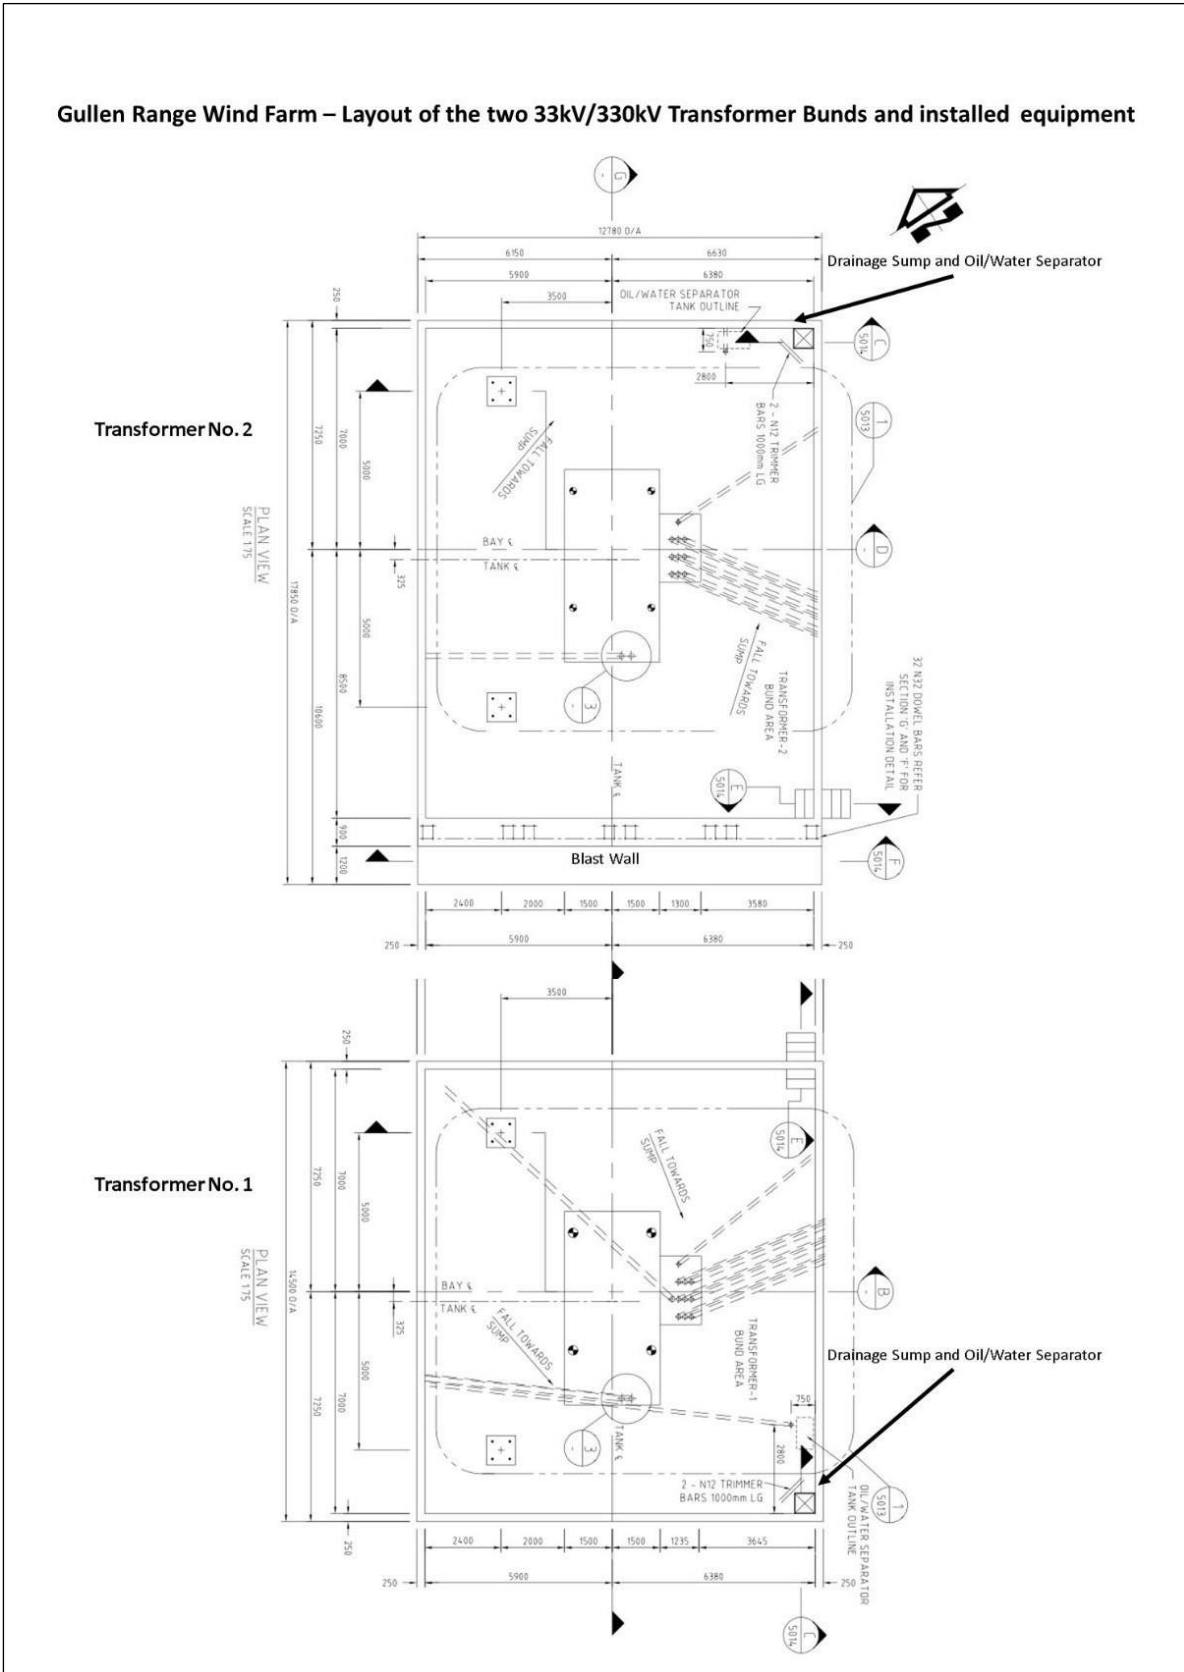 Gullen Range Wind Farm – Layout of the two 33kV/330kV Transformer Bunds and installed equipment
G
-
12780 O/A
6150
6630
Drainage Sump and Oil/Water Separator
5900
6380
3500
OIL/WATER SEPARATOR
TANK OUTLINE
250
750
C
5014
2800
2 - N12 TRIMMER
BARS 1000mm LG
1
5013
Transformer No. 2
7250
7000
5000
FALL TOWARDS
SUMP
PLAN VIEW
SCALE 1:75
BAY ℄
TANK ℄
D
-
325
17850 O/A
10600
8500
5000
FALL TOWARDS
SUMP
TRANSFORMER-2
BUND AREA
32 N32 DOWEL BARS REFER
SECTION 'G' AND 'F' FOR
INSTALLATION DETAIL
3
-
TANK ℄
E
5014
900
1200
Blast Wall
F
5014
2400
2000
1500
1500
1300
3580
250
5900
6380
250
3500
250
E
5014
FALL TOWARDS
SUMP
Transformer No. 1
7250
7000
5000
PLAN VIEW
SCALE 1:75
14500 O/A
BAY ℄
TANK ℄
B
-
325
FALL TOWARDS
SUMP
TRANSFORMER-1
BUND AREA
Drainage Sump and Oil/Water Separator
7250
7000
5000
750
3
-
TANK ℄
2800
2 - N12 TRIMMER
BARS 1000mm LG
1
5013
OIL/WATER SEPARATOR
TANK OUTLINE
250
2400
2000
1500
1500
1235
3645
250
5900
6380
250
C
5014